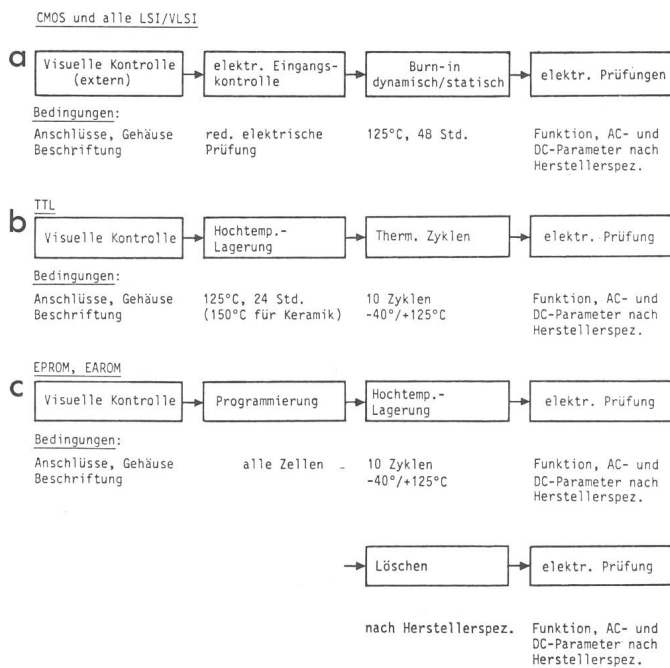 CMOS und alle LSI/VLSI
a
Visuelle Kontrolle
(extern)
elektr. Eingangs-
kontrolle
Burn-in
dynamisch/statisch
elektr. Prüfungen
Bedingungen:
Anschlüsse, Gehäuse
Beschriftung
red. elektrische
Prüfung
125°C, 48 Std.
Funktion, AC- und
DC-Parameter nach
Herstellerspez.
TTL
b
Visuelle Kontrolle
Hochtemp.-
Lagerung
Therm. Zyklen
elektr. Prüfung
Bedingungen:
Anschlüsse, Gehäuse
Beschriftung
125°C, 24 Std.
(150°C für Keramik)
10 Zyklen
-40°/+125°C
Funktion, AC- und
DC-Parameter nach
Herstellerspez.
EPROM, EAROM
c
Visuelle Kontrolle
Programmierung
Hochtemp.-
Lagerung
elektr. Prüfung
Bedingungen:
Anschlüsse, Gehäuse
Beschriftung
alle Zellen
10 Zyklen
-40°/+125°C
Funktion, AC- und
DC-Parameter nach
Herstellerspez.
Löschen
elektr. Prüfung
nach Herstellerspez.
Funktion, AC- und
DC-Parameter nach
Herstellerspez.